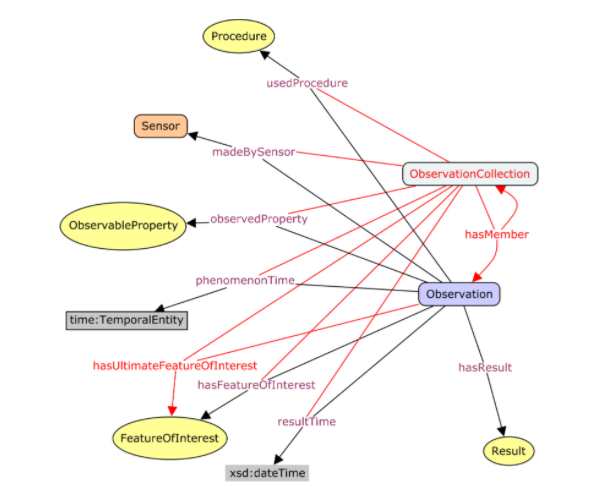 Procedure
usedProcedure
Sensor
madeBySensor
ObservationCollection
ObservableProperty
observedProperty
hasMember
phenomenonTime
Observation
time:TemporalEntity
hasUltimateFeatureOfInterest
hasResult
hasFeatureOfInterest
resultTime
FeatureOfInterest
Result
xsd:dateTime